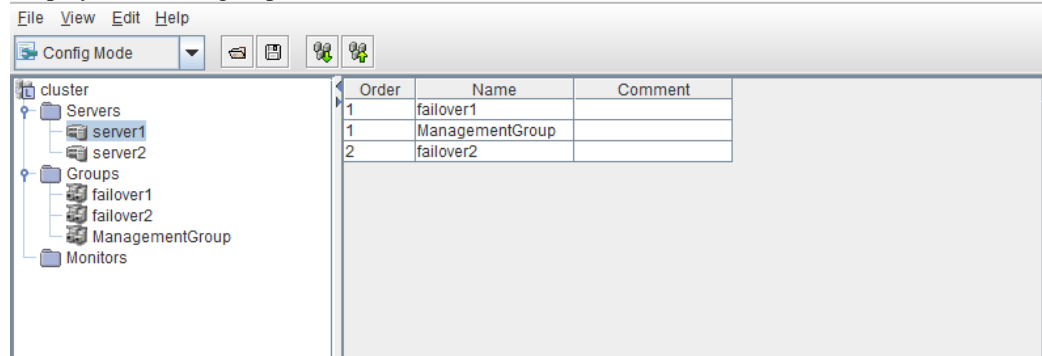 File View Edit Help
Config Mode
cluster
Servers
server1
server2
Groups
failover1
failover2
ManagementGroup
Monitors
Order Name Comment
1 failover1
1 ManagementGroup
2 failover2